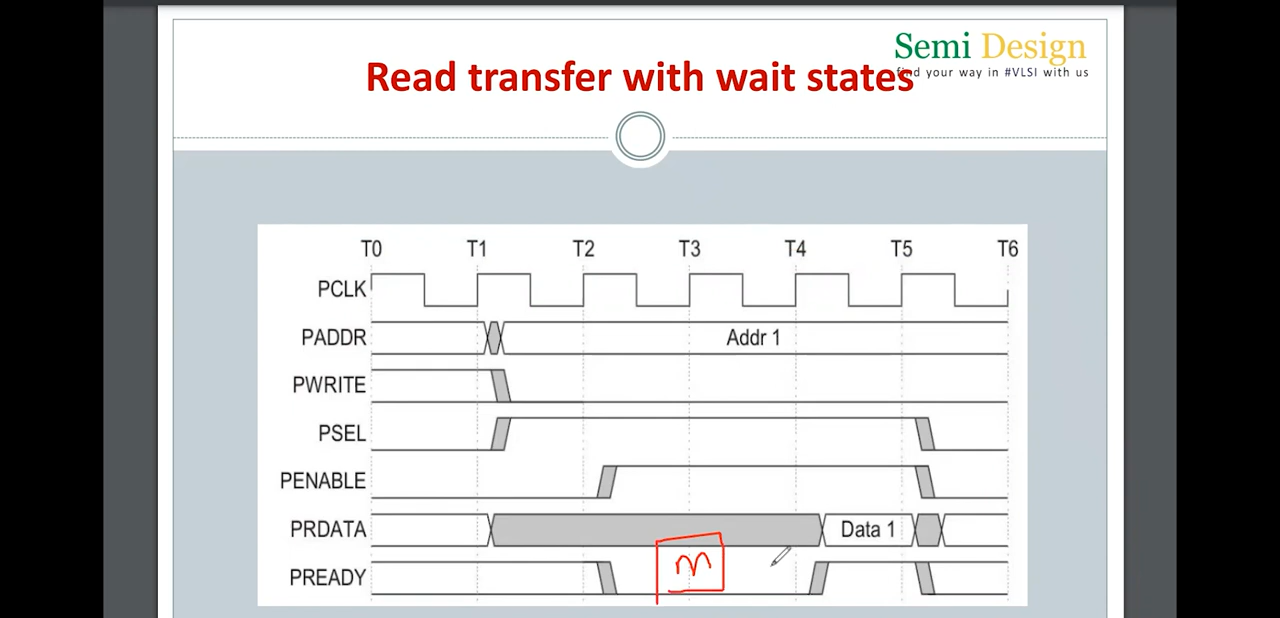 Semi Design
find your way in #VLSI with us
Read transfer with wait states
T0 T1 T2 T3 T4 T5 T6
PCLK
PADDR Addr 1
PWRITE
PSEL
PENABLE
PRDATA Data 1
PREADY